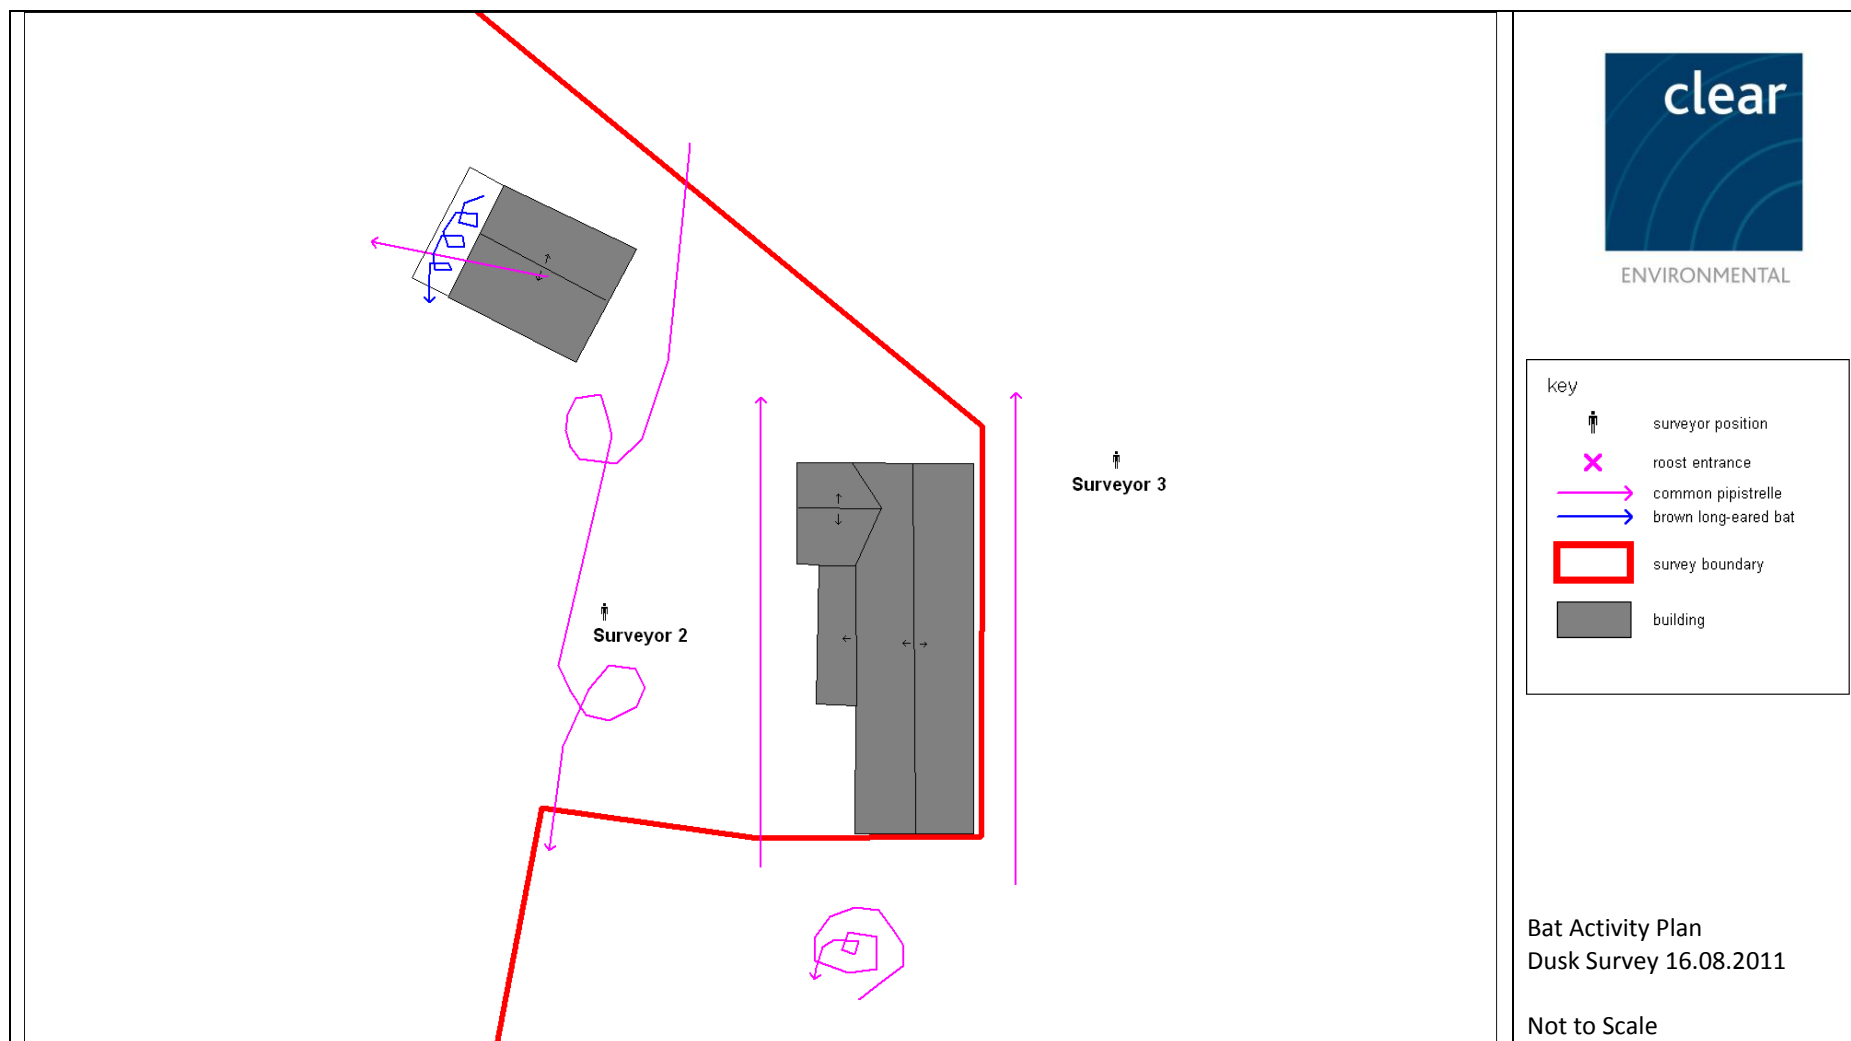 clear
ENVIRONMENTAL
key
surveyor position
roost entrance
common pipistrelle
brown long-eared bat
survey boundary
building
Surveyor 3
Surveyor 2
Bat Activity Plan
Dusk Survey 16.08.2011
Not to Scale